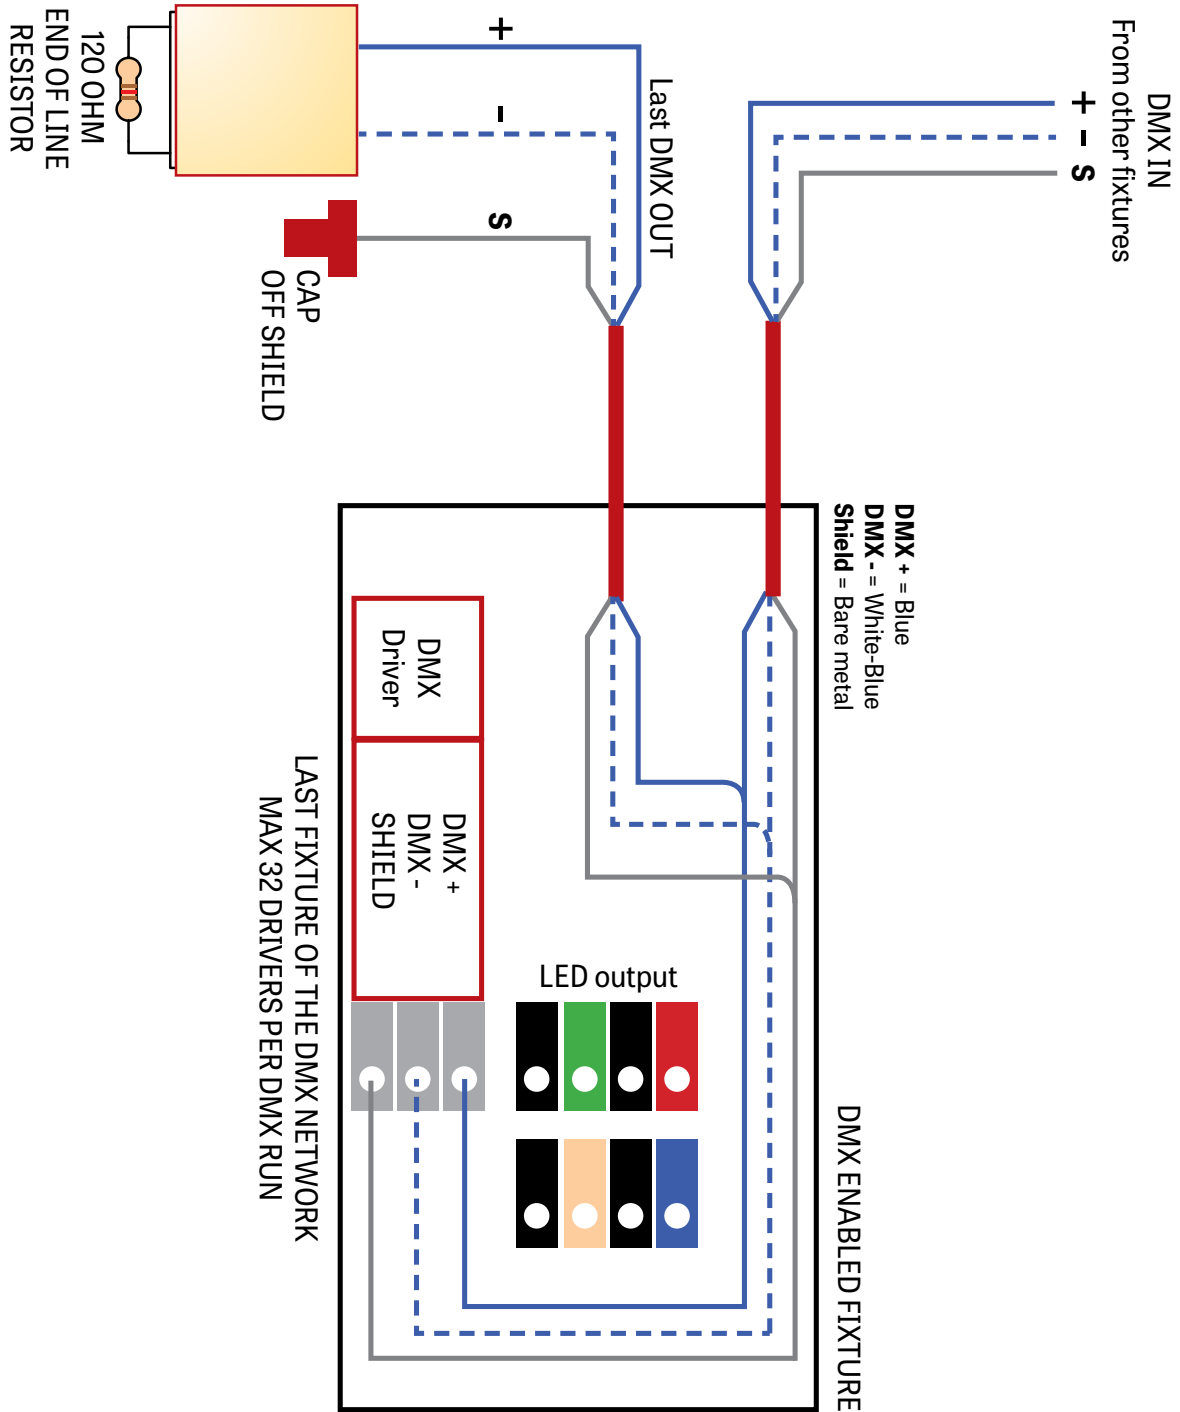 DMX IN
From other fixtures
+
-
S
Last DMX OUT
+
-
S
120 OHM
END OF LINE
RESISTOR
CAP
OFF SHIELD
DMX + = Blue
DMX - = White-Blue
Shield = Bare metal
DMX ENABLED FIXTURE
DMX
Driver
DMX +
DMX -
SHIELD
LED output
LAST FIXTURE OF THE DMX NETWORK
MAX 32 DRIVERS PER DMX RUN